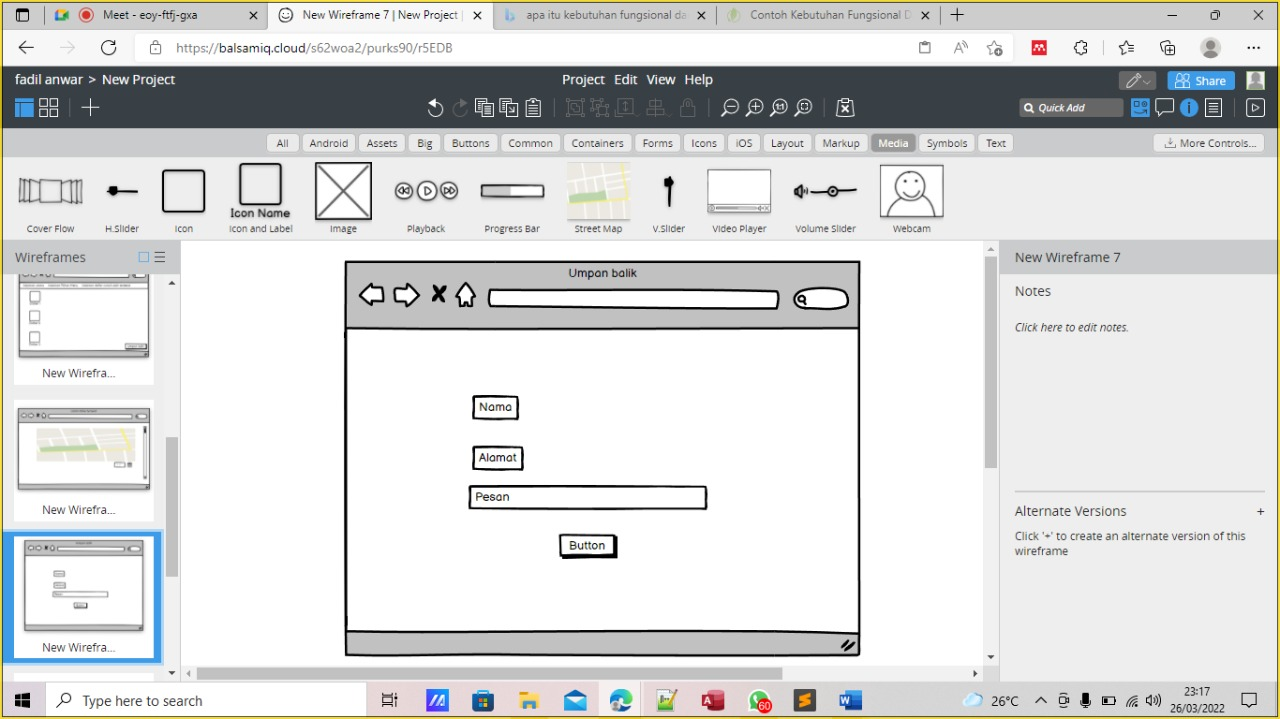 Meet - eoy-ftfj-gxa
New Wireframe 7 | New Project |
apa itu kebutuhan fungsional da
Contoh Kebutuhan Fungsional D
https://balsamiq.cloud/s62woa2/purks90/r5EDB
fadil anwar > New Project
Project Edit View Help
Share
Quick Add
All Android Assets Big Buttons Common Containers Forms Icons iOS Layout Markup Media Symbols Text
More Controls...
Icon Name
Cover Flow H.Slider Icon Icon and Label Image Playback Progress Bar Street Map V.Slider Video Player Volume Slider Webcam
Wireframes
New Wirefra...
New Wirefra...
New Wirefra...
Umpan balik
Nama
Alamat
Pesan
Button
New Wireframe 7
Notes
Click here to edit notes.
Alternate Versions +
Click '+' to create an alternate version of this
wireframe
Type here to search
60
26°C
23:17
26/03/2022